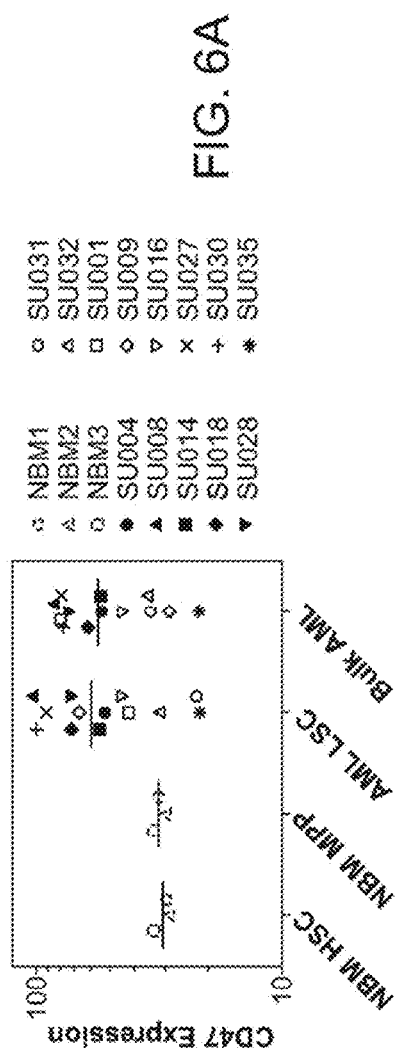 FIG. 6A
NBM1
NBM2
NBM3
SU004
SU008
SU014
SU018
SU028
SU031
SU032
SU001
SU009
SU016
SU027
SU030
SU035
CD47 Expression
100
10
NBM HSC
NBM MPP
AML LSC
Bulk AML